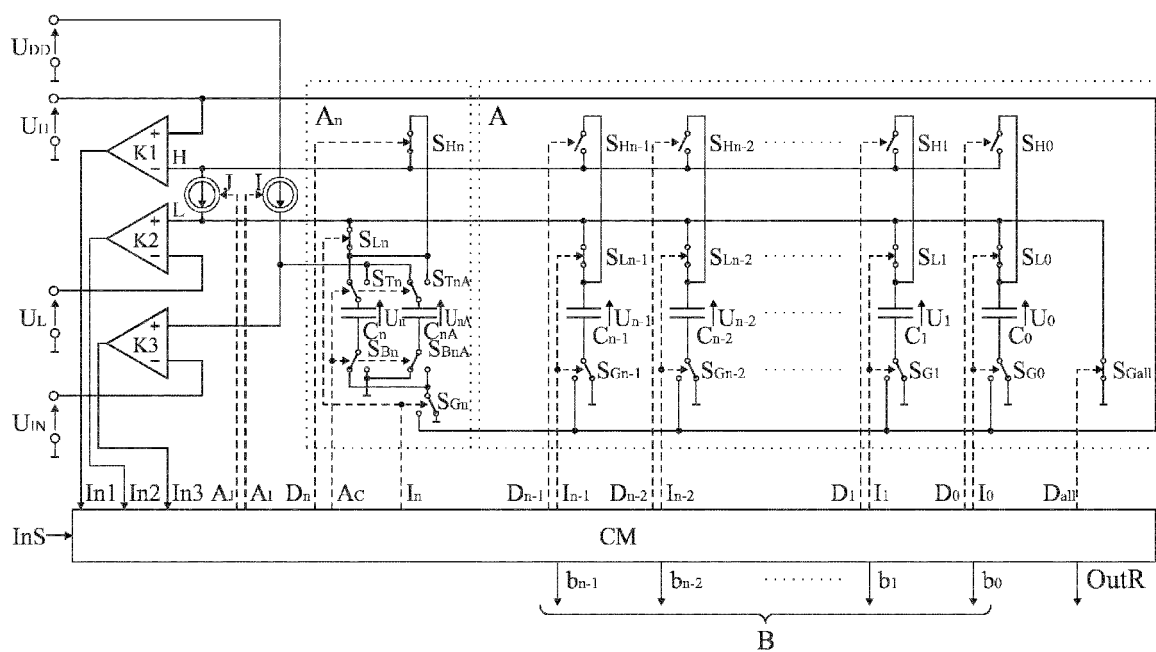 UDD
UH
An
A
K1
+
−
H
J
I
SHn
SHn-1
SHn-2
SH1
SH0
K2
+
−
L
SLn
SLn-1
SLn-2
SL1
SL0
STn
STnA
UL
K3
+
−
Un
UnA
Un-1
Un-2
U1
U0
Cn
CnA
Cn-1
Cn-2
C1
C0
SBn
SBnA
SGn-1
SGn-2
SG1
SG0
SGall
UIN
SGn
In1
In2
In3
AJ
AI
Dn
AC
In
Dn-1
In-1
Dn-2
In-2
D1
I1
D0
I0
Dall
InS
CM
bn-1
bn-2
b1
b0
OutR
B